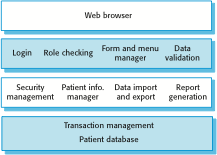 Web browser
Login Role checking Form and menu manager Data validation
Security management Patient info. manager Data import and export Report generation
Transaction management
Patient database